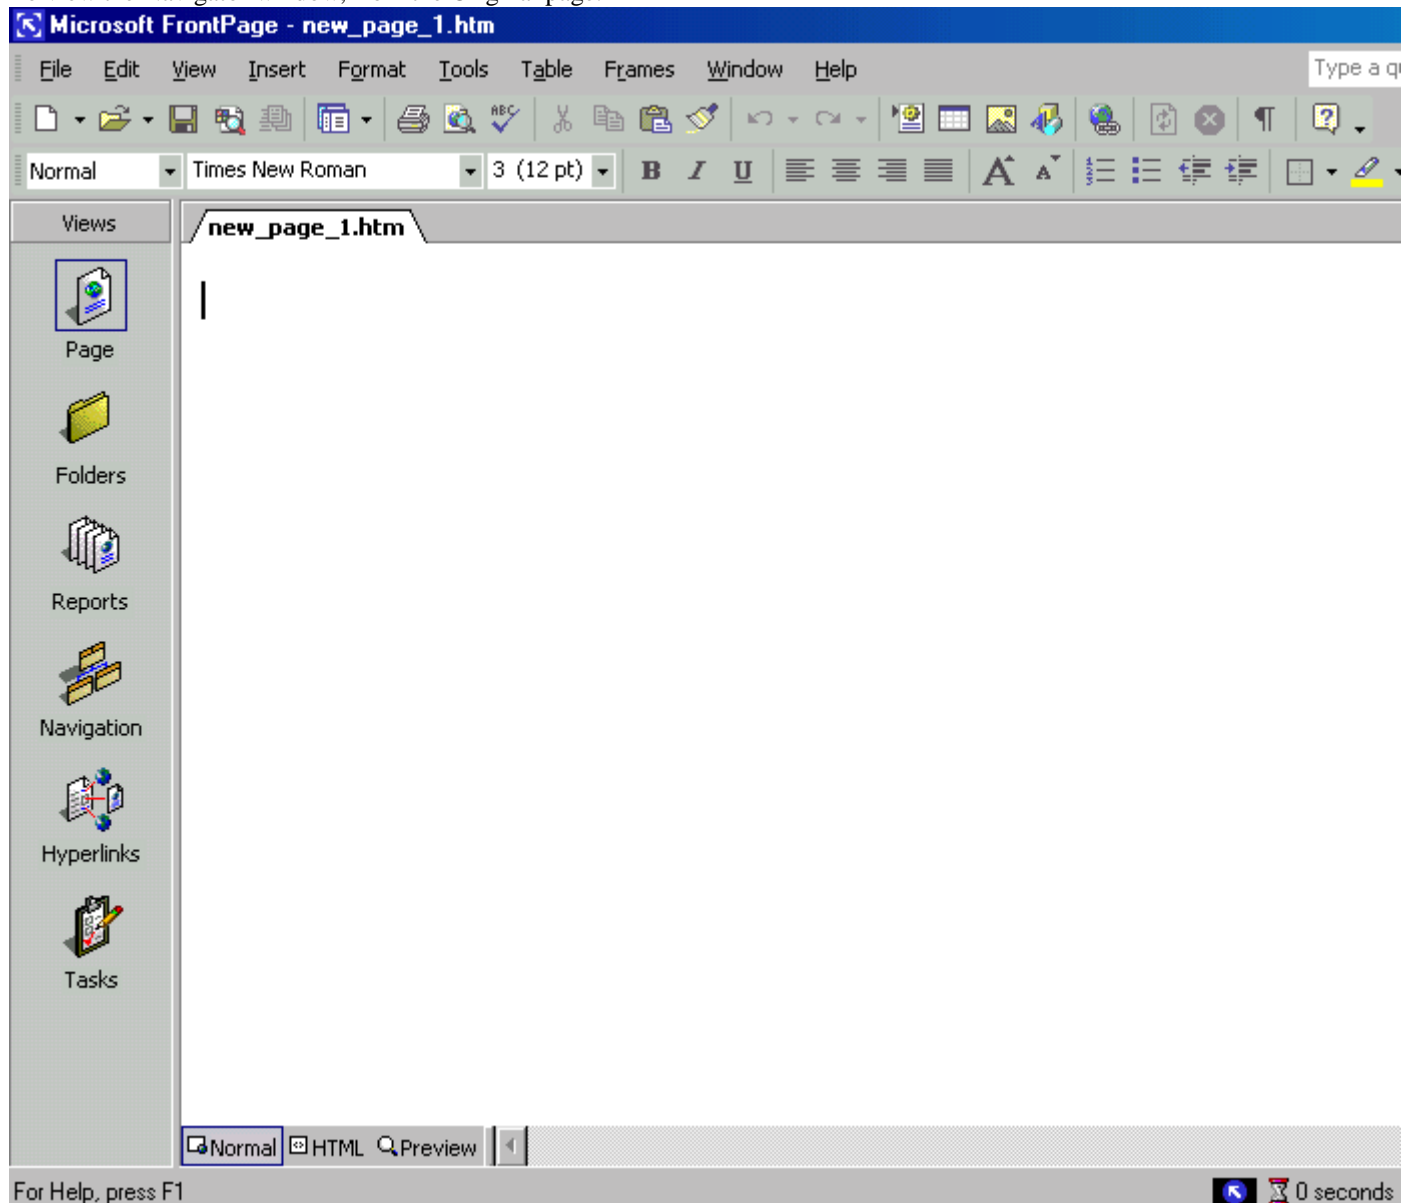 Microsoft FrontPage - new_page_1.htm
File Edit View Insert Format Tools Table Frames Window Help Type a
ABC
Normal Times New Roman 3 (12 pt) B I U A A
Views new_page_1.htm
Page
Folders
Reports
Navigation
Hyperlinks
Tasks
Normal HTML Preview
For Help, press F1 0 seconds